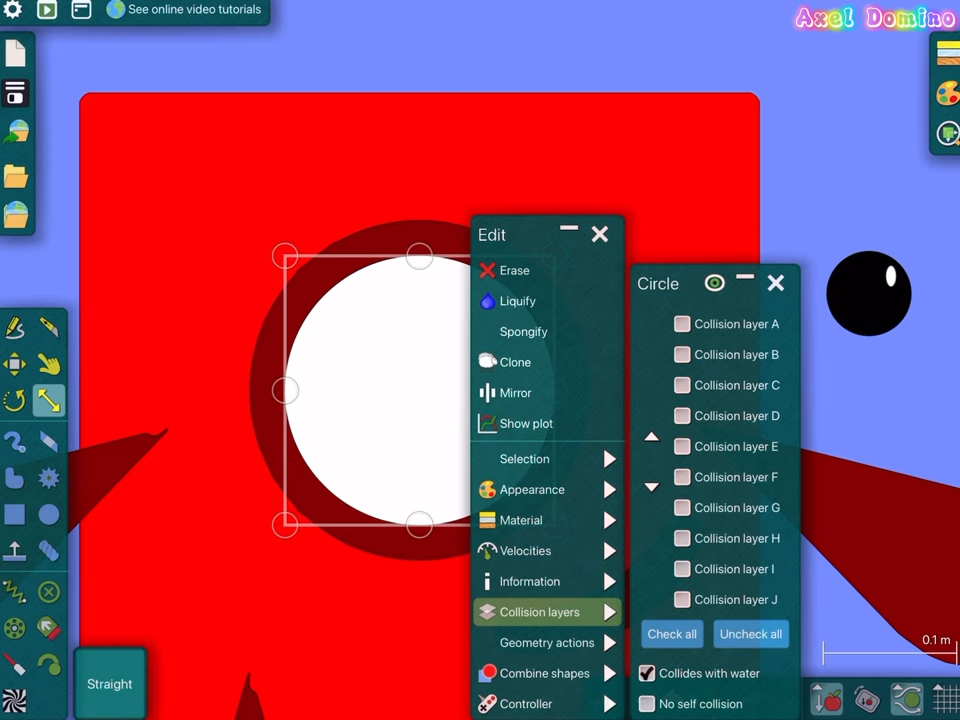 See online video tutorials
Axel Domino
Edit
Erase
Liquify
Spongify
Clone
Mirror
Show plot
Selection
Appearance
Material
Velocities
Information
Collision layers
Geometry actions
Combine shapes
Controller
Circle
Collision layer A
Collision layer B
Collision layer C
Collision layer D
Collision layer E
Collision layer F
Collision layer G
Collision layer H
Collision layer I
Collision layer J
Check all
Uncheck all
Collides with water
No self collision
0.1 m
Straight